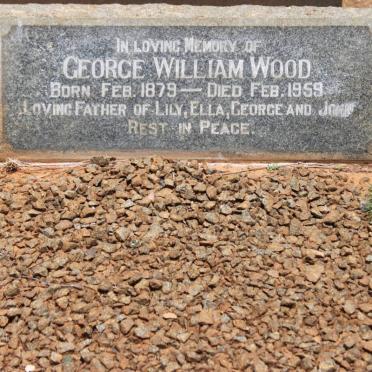 In Loving Memory of
George William Wood
Born Feb. 1879 — Died Feb. 1959
Loving Father of Lily, Ella, George and John
Rest in Peace.